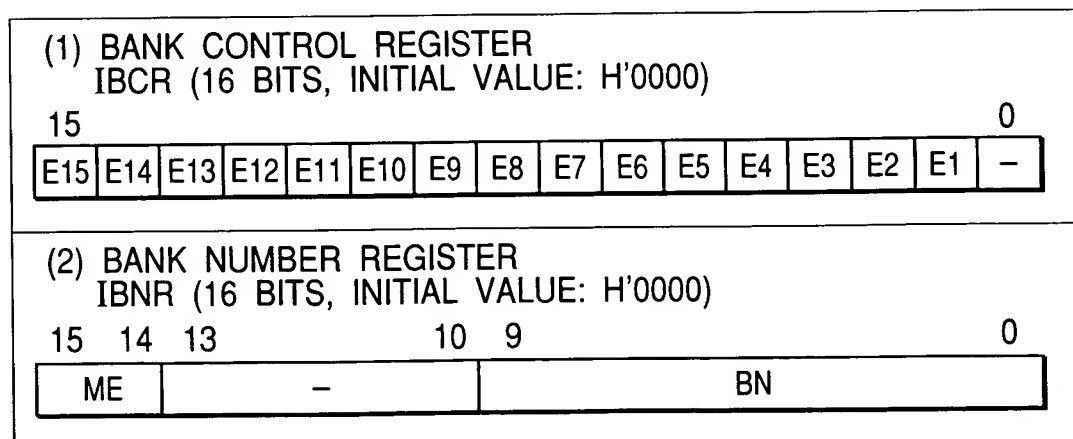 (1) BANK CONTROL REGISTER
IBCR (16 BITS, INITIAL VALUE: H'0000)
15 0
E15 E14 E13 E12 E11 E10 E9 E8 E7 E6 E5 E4 E3 E2 E1 –
(2) BANK NUMBER REGISTER
IBNR (16 BITS, INITIAL VALUE: H'0000)
15 14 13 10 9 0
ME – BN